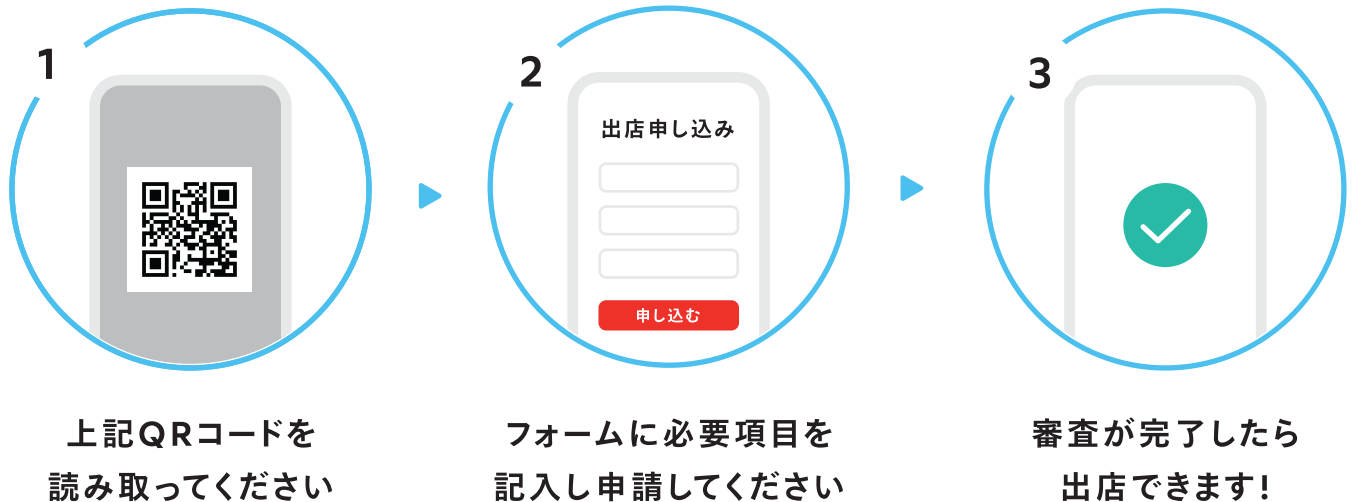 1
上記QRコードを
読み取ってください
2
出店申し込み
申し込む
フォームに必要項目を
記入し申請してください
3
審査が完了したら
出店できます!